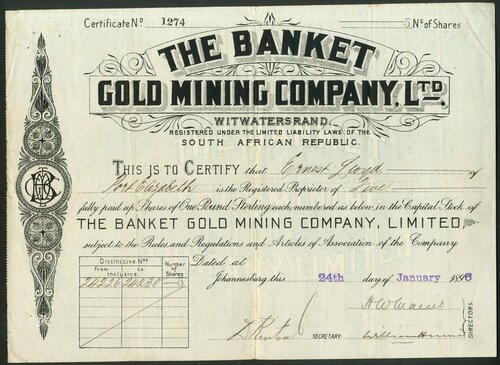 Certificate No. 1274 5 No. of Shares
THE BANKET
GOLD MINING COMPANY, LTD.
WITWATERSRAND.
REGISTERED UNDER THE LIMITED LIABILITY LAWS OF THE
SOUTH AFRICAN REPUBLIC.
THIS IS TO CERTIFY that Ernest Lloyd of
Port Elizabeth is the Registered Proprietor of Five
fully paid up Shares of One Pound Sterling each, numbered as below in the Capital Stock of
THE BANKET GOLD MINING COMPANY, LIMITED
subject to the Rules and Regulations and Articles of Association of the Company
Dated at
Johannesburg, this 24th day of January 1896
Distinctive Nos. Number of Shares
from to
Inclusive.
24226 24230 5
SECRETARY.
DIRECTORS.